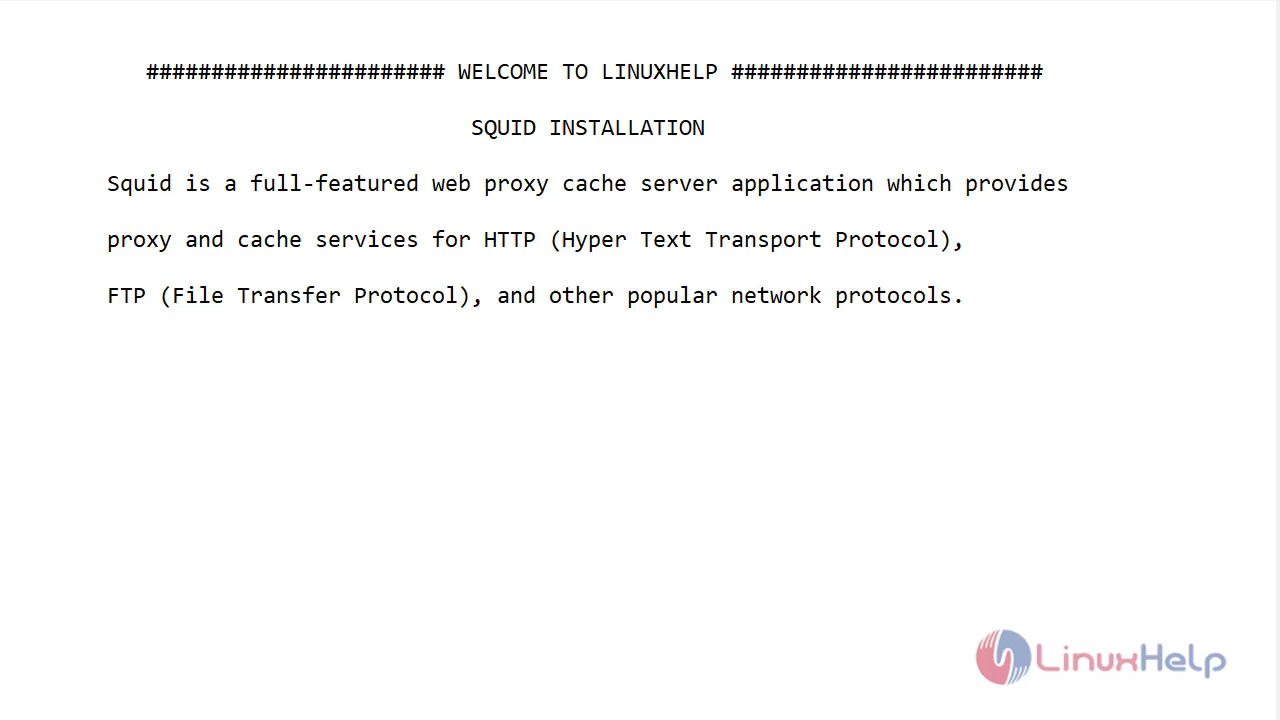 ####################### WELCOME TO LINUXHELP ########################
SQUID INSTALLATION
Squid is a full-featured web proxy cache server application which provides
proxy and cache services for HTTP (Hyper Text Transport Protocol),
FTP (File Transfer Protocol), and other popular network protocols.
LinuxHelp